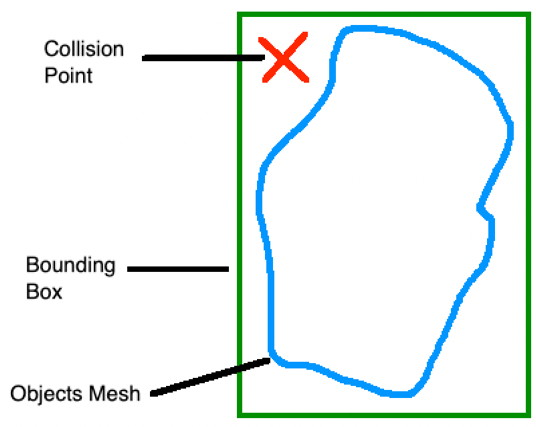 Collision
Point
Bounding
Box
Objects Mesh